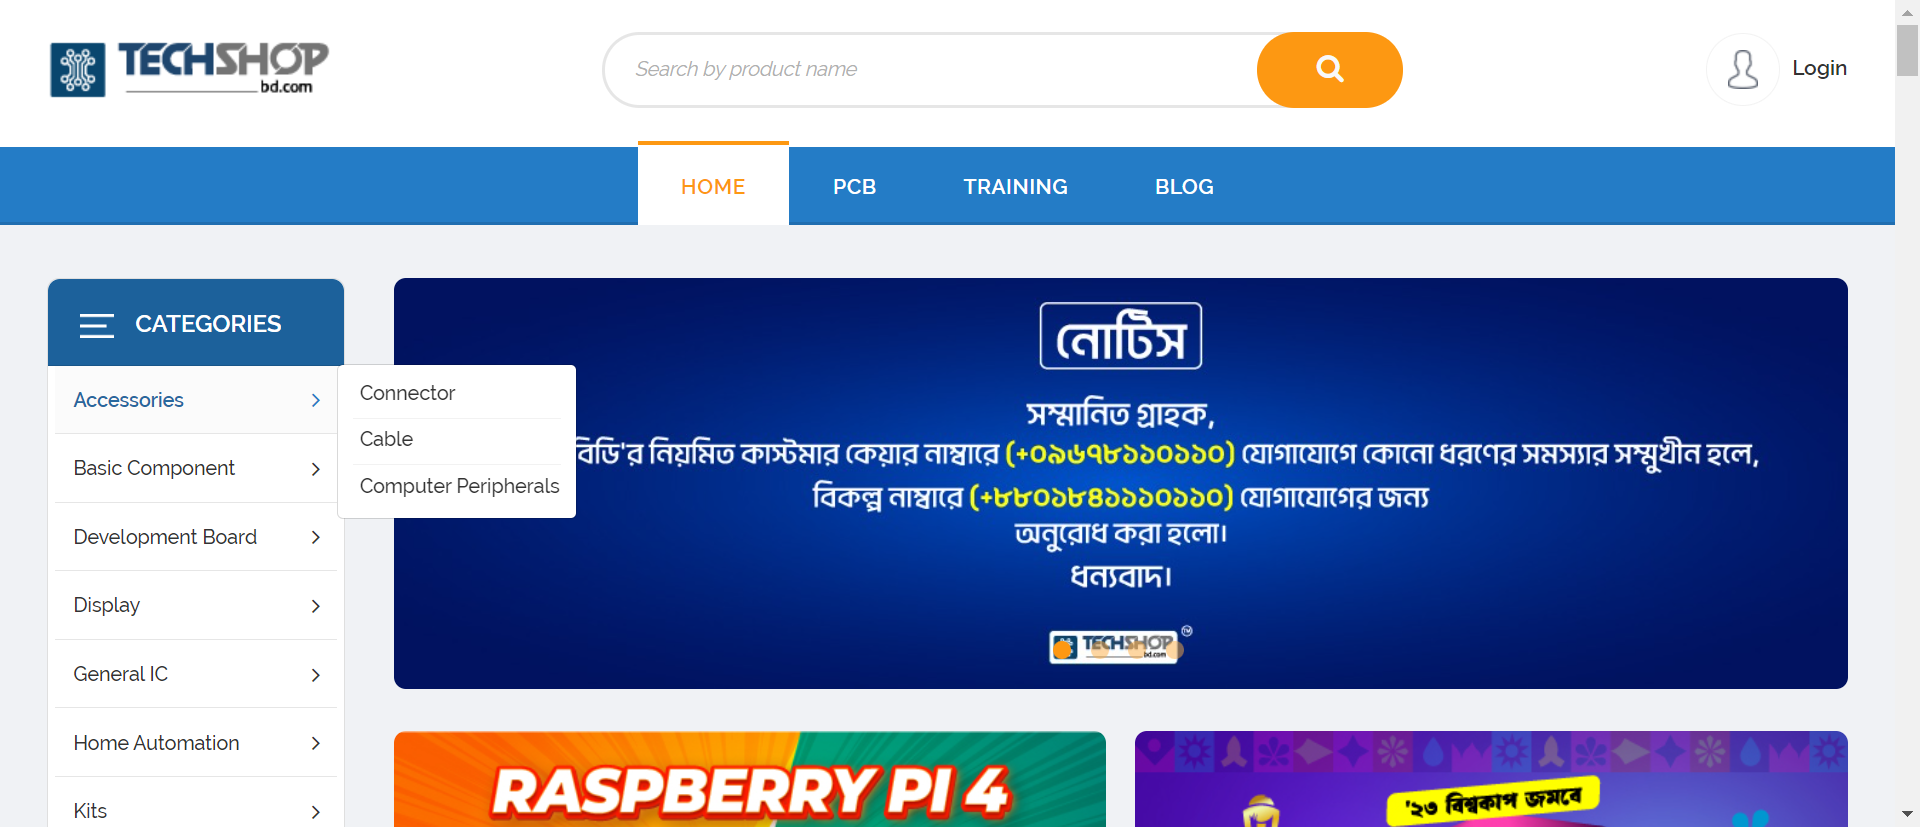 TECHSHOP
bd.com
Search by product name
Login
HOME
PCB
TRAINING
BLOG
CATEGORIES
Accessories
Basic Component
Development Board
Display
General IC
Home Automation
Kits
Connector
Cable
Computer Peripherals
নোটিস
সম্মানিত গ্রাহক,
বিডি'র নিয়মিত কাস্টমার কেয়ার নাম্বারে (+০৯৬৭৮১১০১১০) যোগাযোগে কোনো ধরণের সমস্যার সম্মুখীন হলে,
বিকল্প নাম্বারে (+৮৮০১৮৪১১১০১১০) যোগাযোগের জন্য
অনুরোধ করা হলো।
ধন্যবাদ।
TECHSHOP TM
bd.com
RASPBERRY PI 4
'২৩ বিশ্বকাপ জমবে